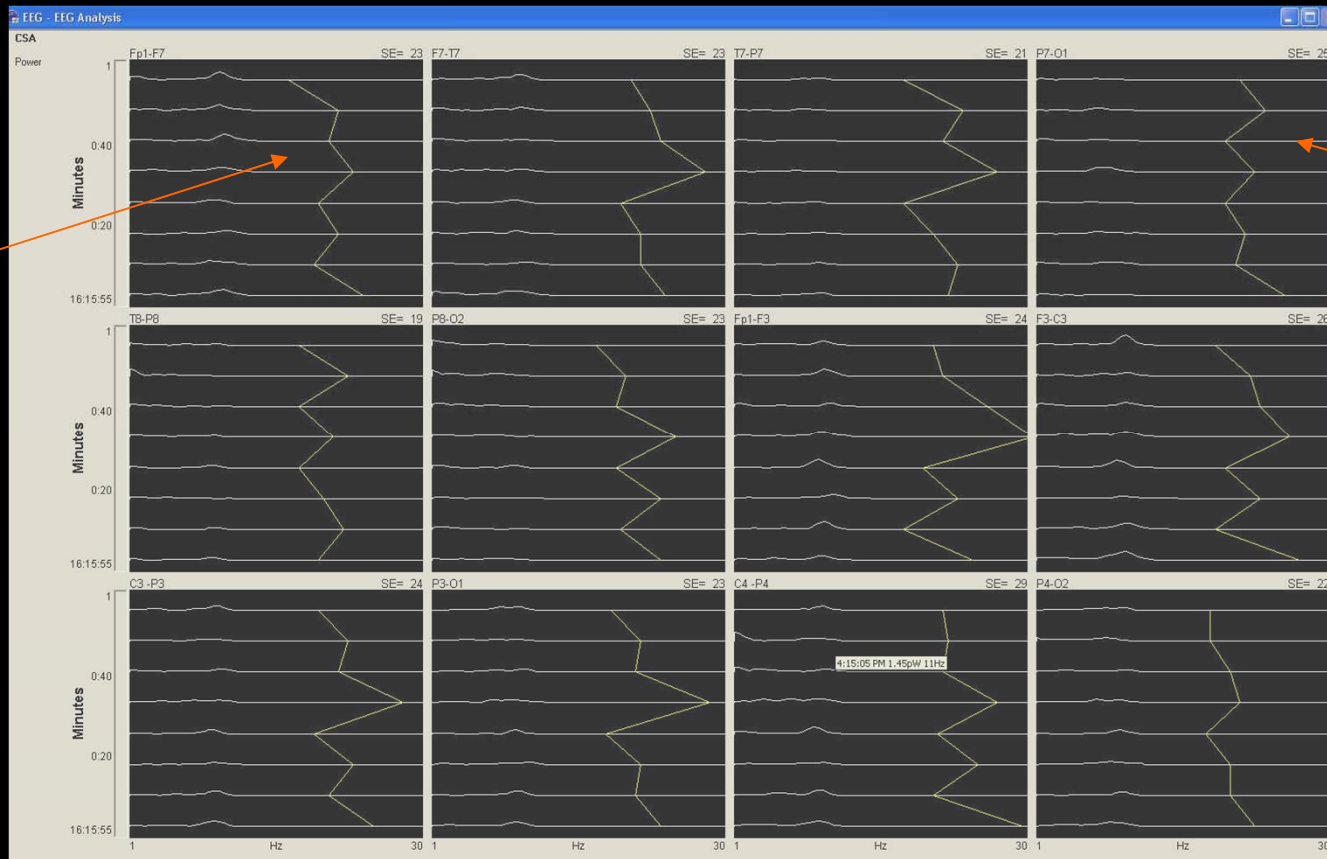 EEG - EEG Analysis
CSA
Power
Fp1-F7 SE= 23 F7-T7 SE= 23 T7-P7 SE= 21 P7-O1 SE= 25
1
0:40
Minutes
0:20
16:15:55
T8-P8 SE= 19 P8-O2 SE= 23 Fp1-F3 SE= 24 F3-C3 SE= 26
1
0:40
Minutes
0:20
16:15:55
C3 -P3 SE= 24 P3-O1 SE= 23 C4 -P4 SE= 29 P4-O2 SE= 22
1
4:15:05 PM 1.45pW 11Hz
0:40
Minutes
0:20
16:15:55
1 Hz 30 1 Hz 30 1 Hz 30 1 Hz 30